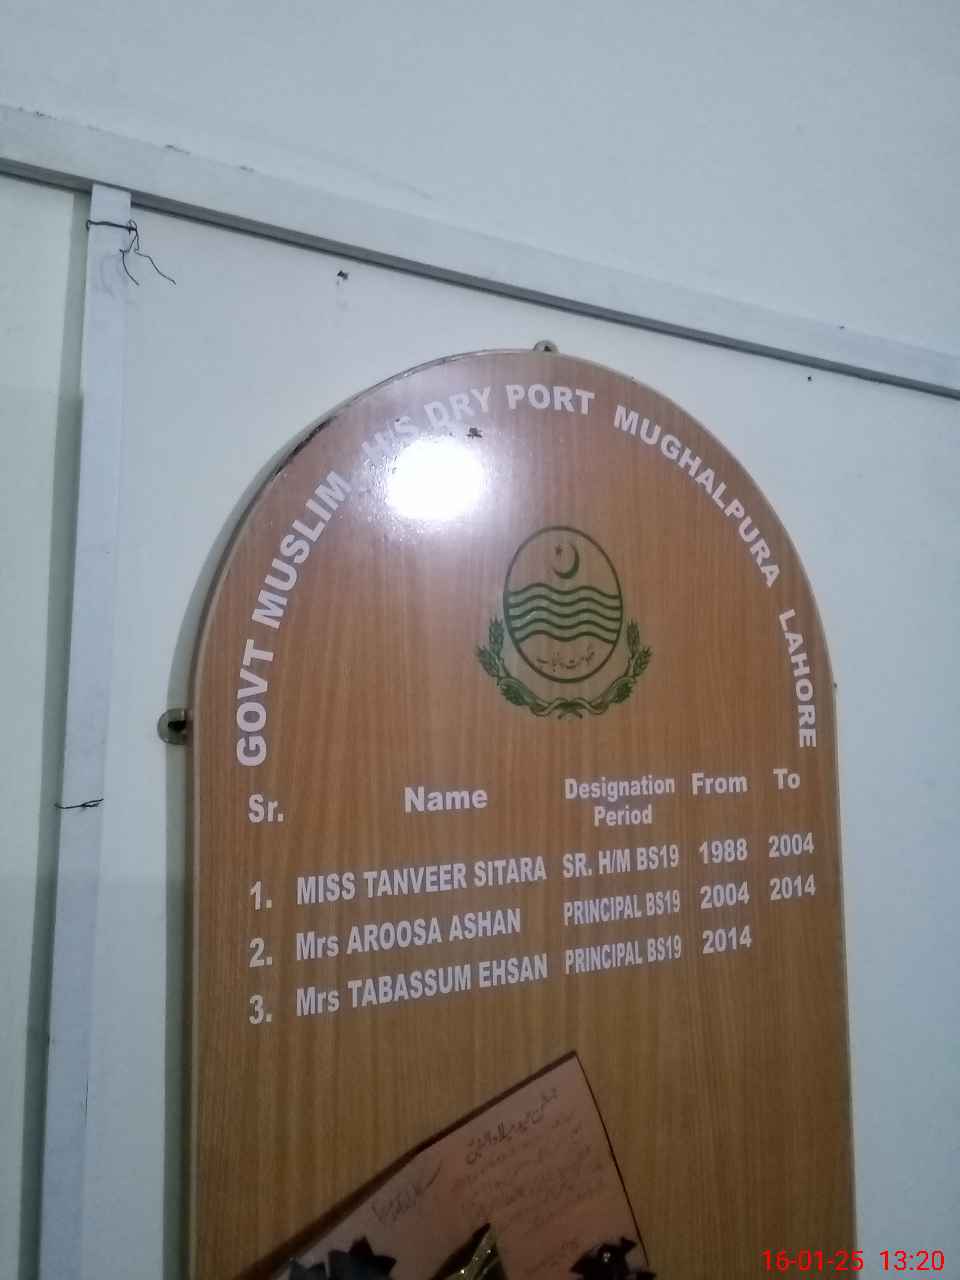 GOVT MUSLIM H/S DRY PORT MUGHALPURA LAHORE
حکومت پنجاب
Sr. Name Designation Period From To
1. MISS TANVEER SITARA SR. H/M BS19 1988 2004
2. Mrs AROOSA ASHAN PRINCIPAL BS19 2004 2014
3. Mrs TABASSUM EHSAN PRINCIPAL BS19 2014
16-01-25 13:20